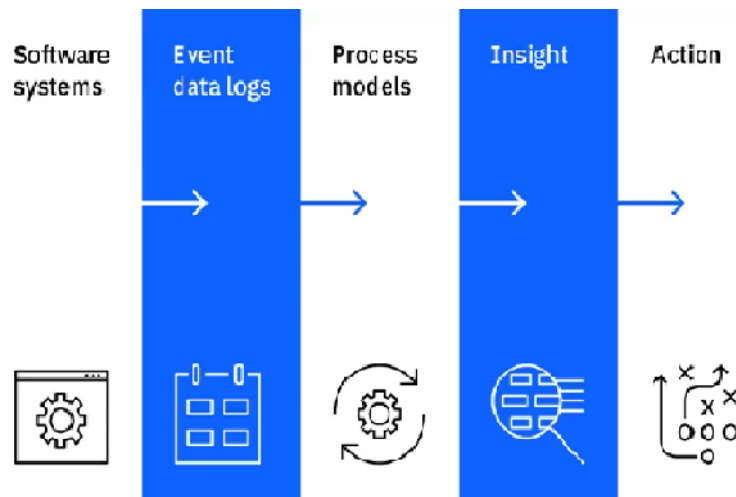 Software
systems
Event
data logs
Process
models
Insight
Action